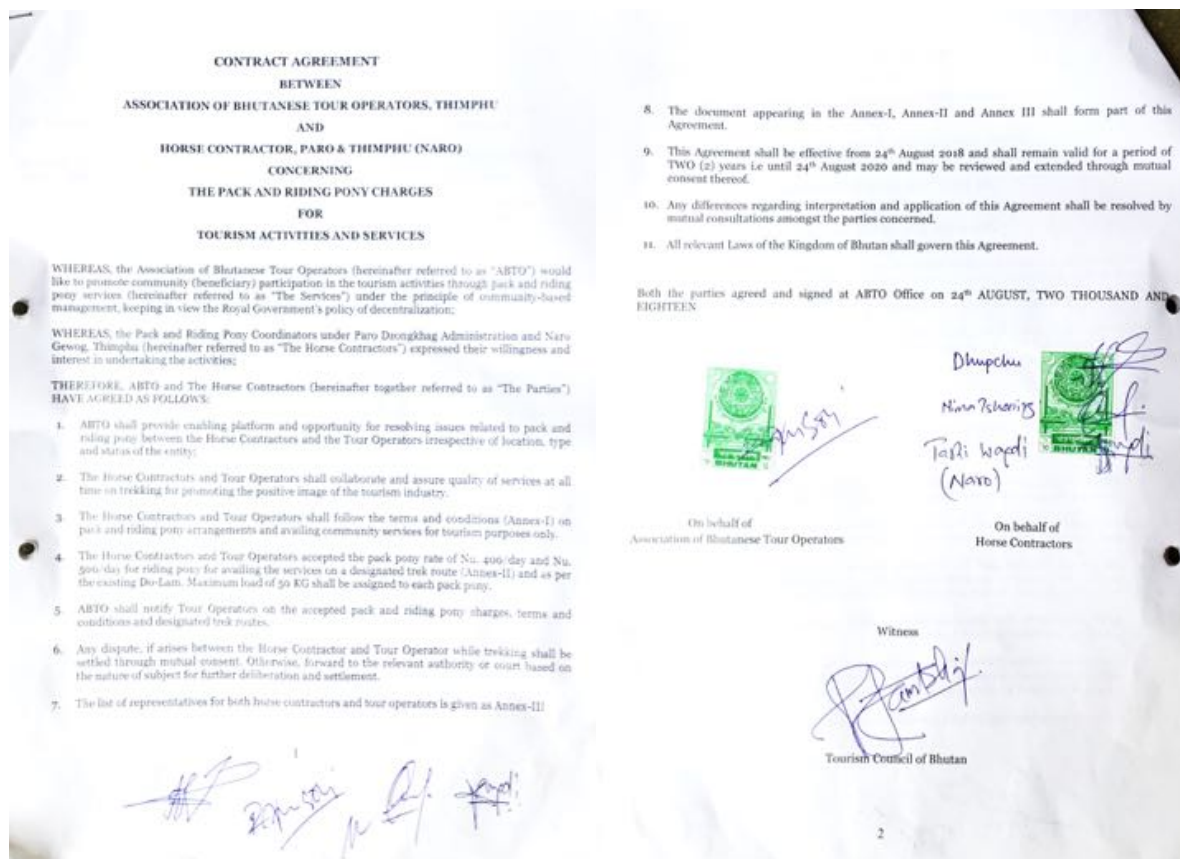 CONTRACT AGREEMENT
BETWEEN
ASSOCIATION OF BHUTANESE TOUR OPERATORS, THIMPHU
AND
HORSE CONTRACTOR, PARO & THIMPHU (NARO)
CONCERNING
THE PACK AND RIDING PONY CHARGES
FOR
TOURISM ACTIVITIES AND SERVICES
WHEREAS, the Association of Bhutanese Tour Operators (hereinafter referred to as "ABTO") would
like to promote community (beneficiary) participation in the tourism activities through pack and riding
pony services (hereinafter referred to as "The Services") under the principle of community-based
management, keeping in view the Royal Government's policy of decentralization;
WHEREAS, the Pack and Riding Pony Coordinators under Paro Dzongkhag Administration and Naro
Gewog, Thimphu (hereinafter referred to as "The Horse Contractors") expressed their willingness and
interest in undertaking the activities;
THEREFORE, ABTO and The Horse Contractors (hereinafter together referred to as "The Parties")
HAVE AGREED AS FOLLOWS:
1. ABTO shall provide enabling platform and opportunity for resolving issues related to pack and
riding pony between the Horse Contractors and the Tour Operators irrespective of location, type
and status of the entity;
2. The Horse Contractors and Tour Operators shall collaborate and assure quality of services at all
time on trekking for promoting the positive image of the tourism industry.
3. The Horse Contractors and Tour Operators shall follow the terms and conditions (Annex-I) on
pack and riding pony arrangements and availing community services for tourism purposes only.
4. The Horse Contractors and Tour Operators accepted the pack pony rate of Nu. 400/day and Nu.
500/day for riding pony for availing the services on a designated trek route (Annex-II) and as per
the existing Do-Lam. Maximum load of 50 KG shall be assigned to each pack pony.
5. ABTO shall notify Tour Operators on the accepted pack and riding pony charges, terms and
conditions and designated trek routes.
6. Any dispute, if arises between the Horse Contractor and Tour Operator while trekking shall be
settled through mutual consent. Otherwise, forward to the relevant authority or court based on
the nature of subject for further deliberation and settlement.
7. The list of representatives for both horse contractors and tour operators is given as Annex-III
1
8. The document appearing in the Annex-I, Annex-II and Annex III shall form part of this
Agreement.
9. This Agreement shall be effective from 24th August 2018 and shall remain valid for a period of
TWO (2) years i.e until 24th August 2020 and may be reviewed and extended through mutual
consent thereof.
10. Any differences regarding interpretation and application of this Agreement shall be resolved by
mutual consultations amongst the parties concerned.
11. All relevant Laws of the Kingdom of Bhutan shall govern this Agreement.
Both the parties agreed and signed at ABTO Office on 24th AUGUST, TWO THOUSAND AND
EIGHTEEN
Dhupchu
Nima Tshering
(Naro)
BHUTAN
BHUTAN
On behalf of
Association of Bhutanese Tour Operators
On behalf of
Horse Contractors
Witness
Tourism Council of Bhutan
2